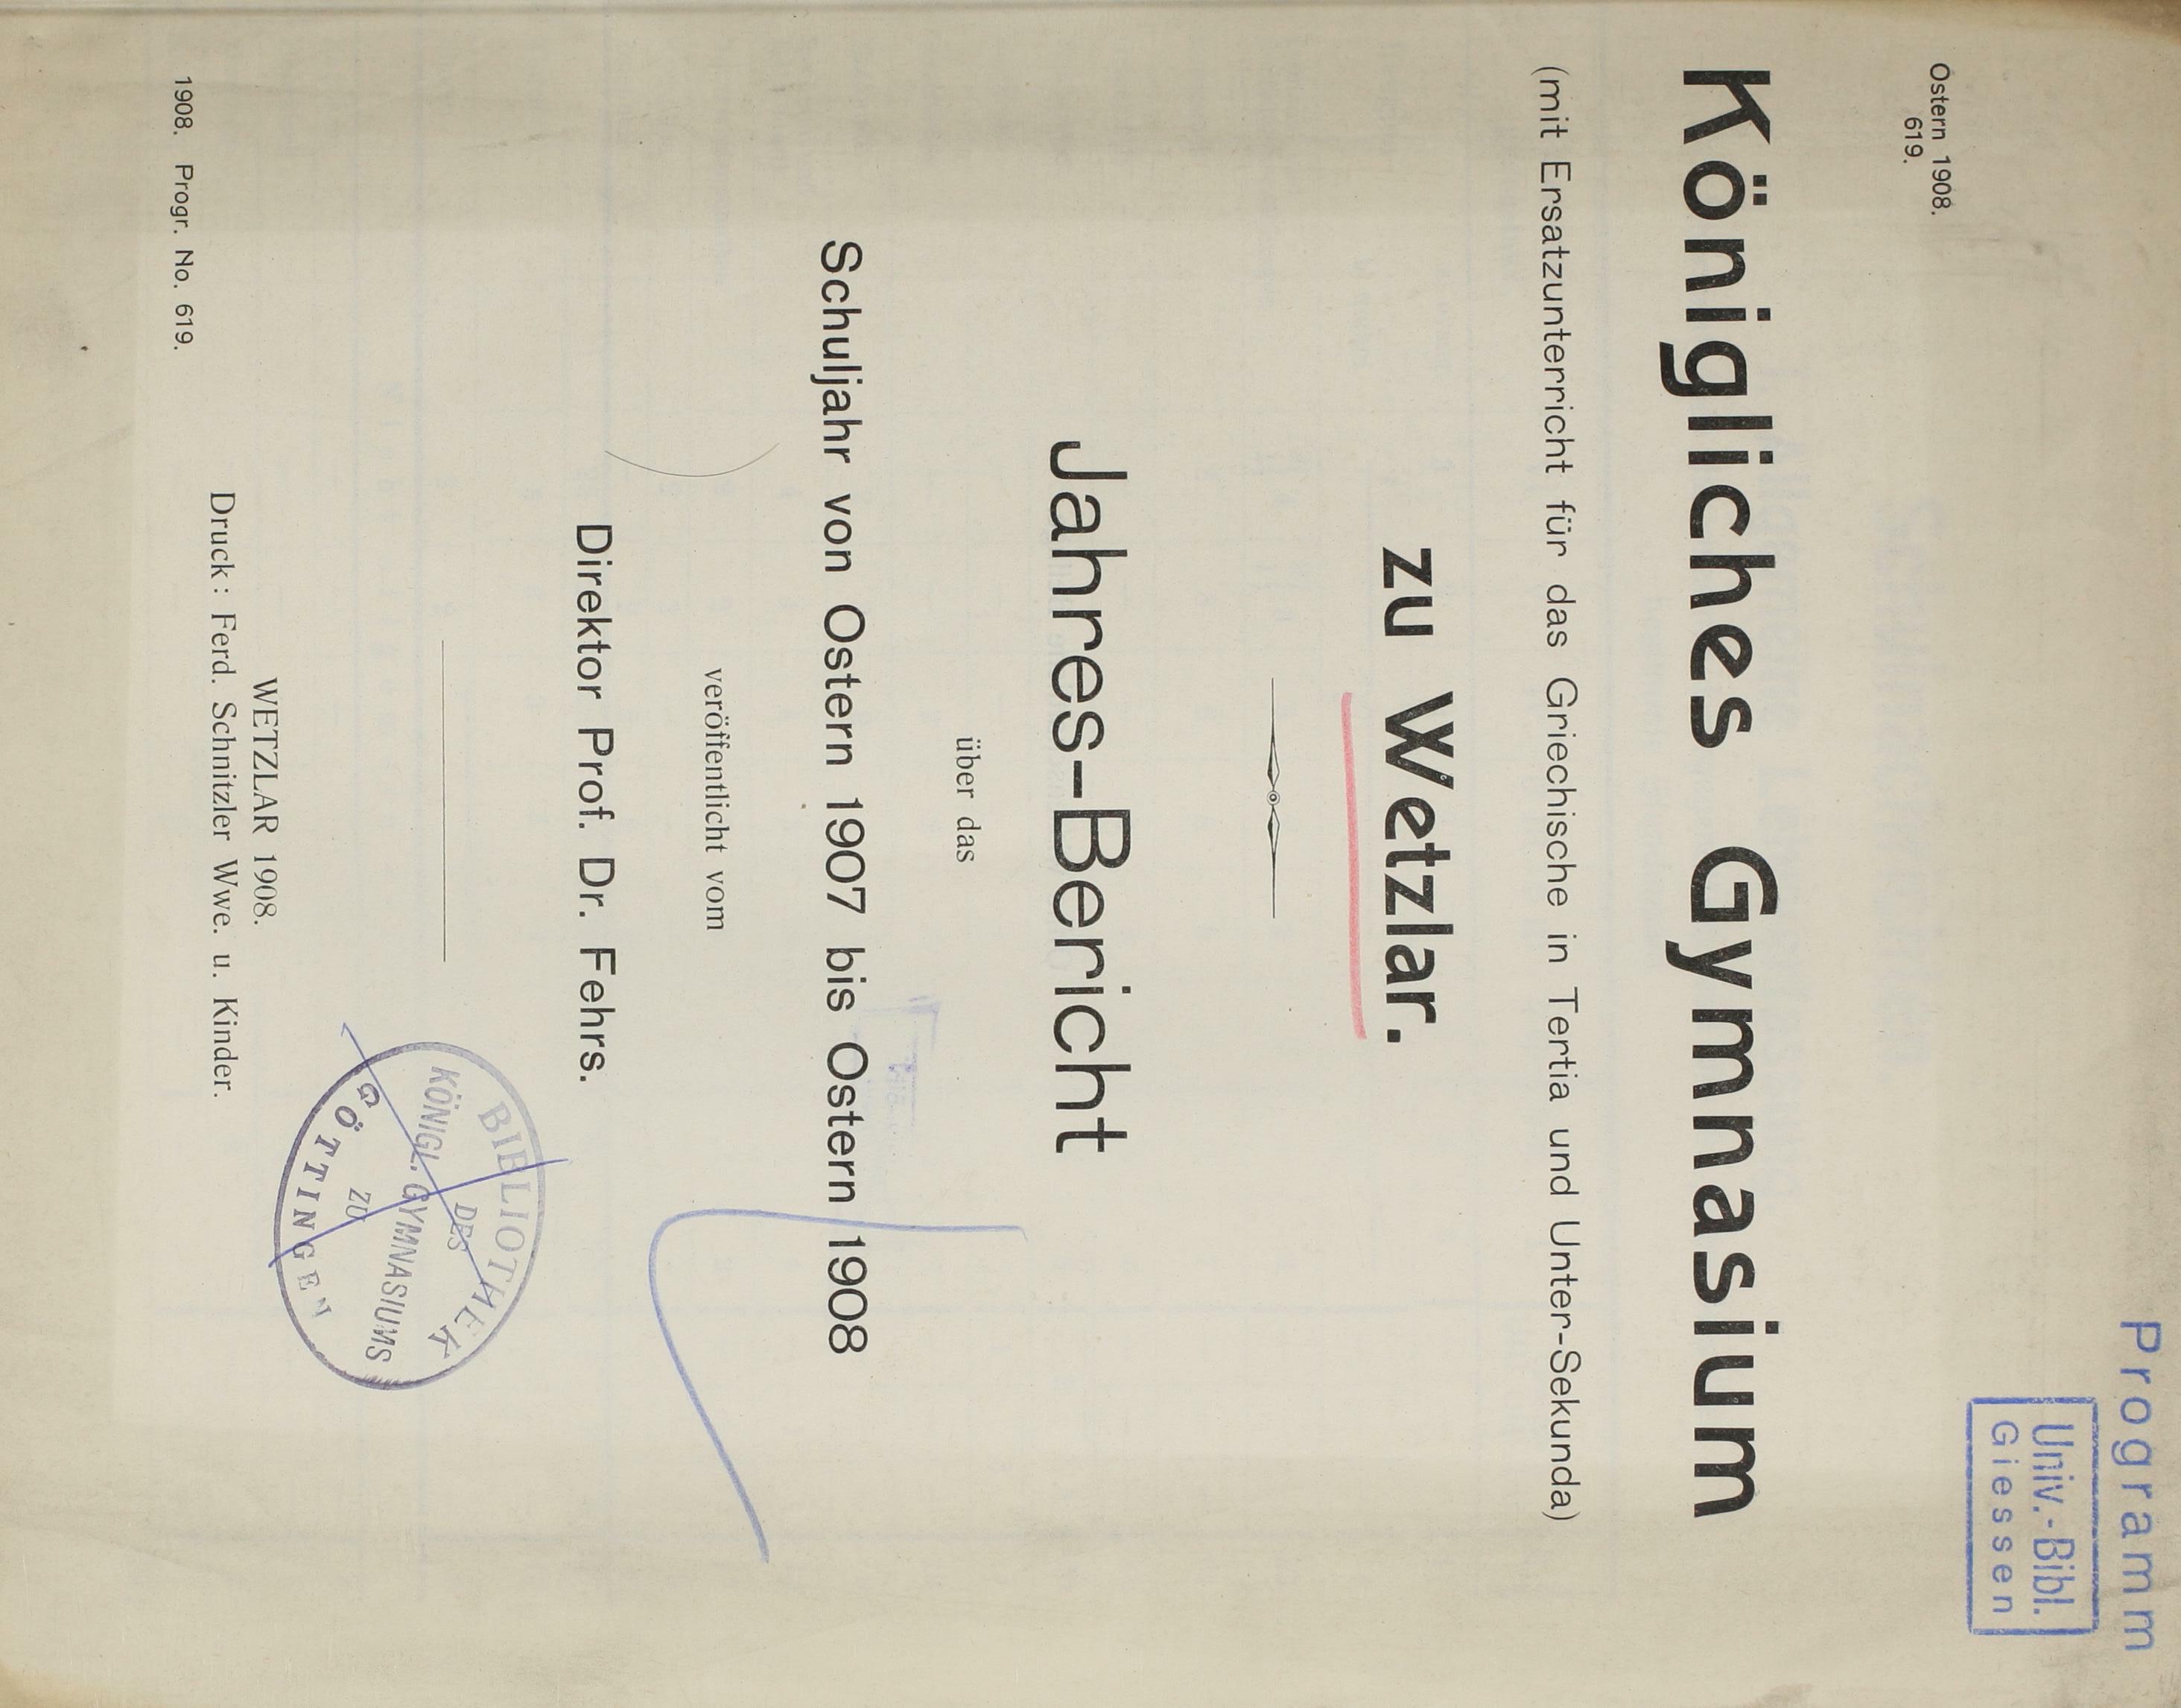 Programm
Univ.-Bibl.
Giessen
Ostern 1908.
619.
Königliches Gymnasium
(mit Ersatzunterricht für das Griechische in Tertia und Unter-Sekunda)
zu Wetzlar.
Jahres-Bericht
über das
Schuljahr von Ostern 1907 bis Ostern 1908
veröffentlicht vom
Direktor Prof. Dr. Fehrs.
BIBLIOTHEK
DES
KÖNIGL. GYMNASIUMS
ZU
GÖTTINGEN
WETZLAR 1908.
Druck: Ferd. Schnitzler Wwe. u. Kinder.
1908. Progr. No. 619.